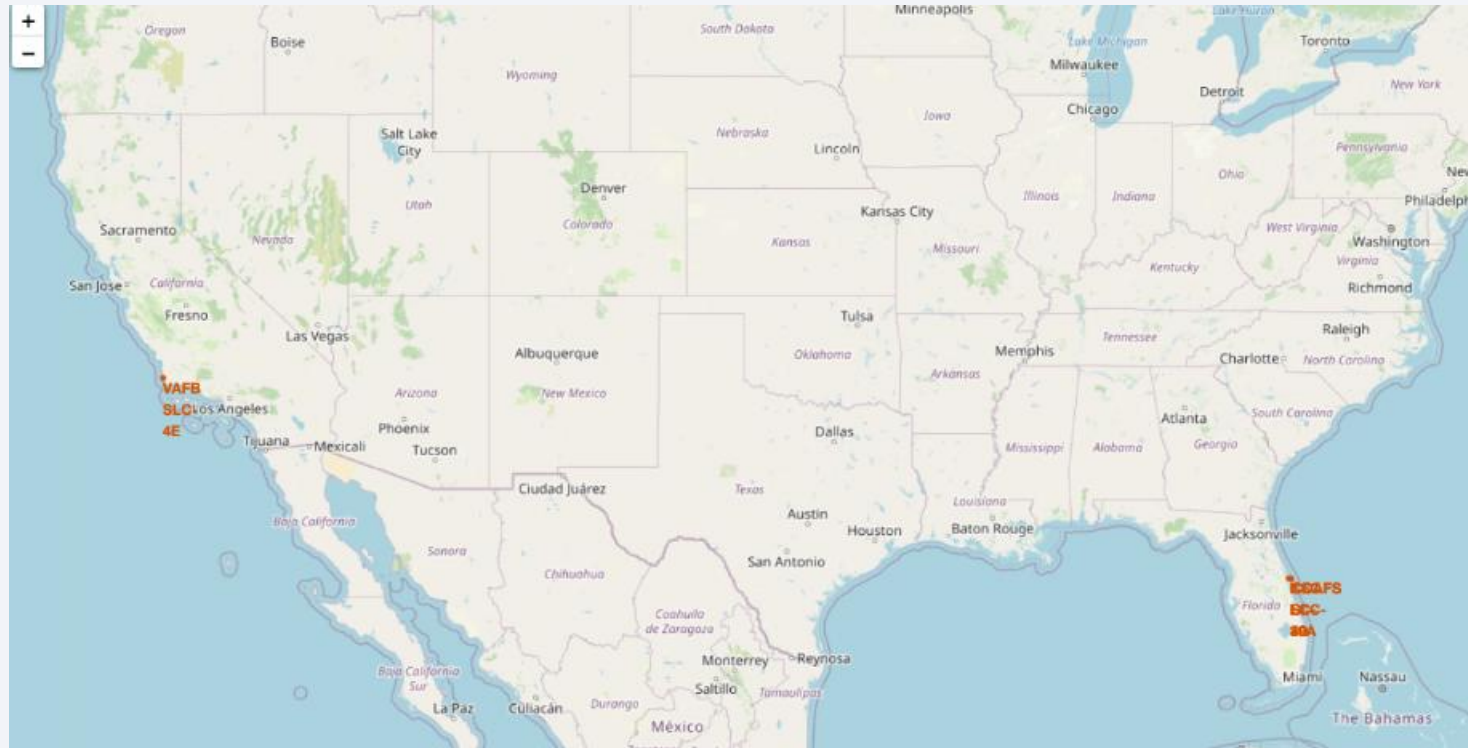 +
−
Minneapolis
Lake Huron
Oregon
South Dakota
Boise
Lake Michigan
Toronto
Milwaukee
Wyoming
Detroit
New York
Chicago
Iowa
Salt Lake
City
Nebraska
Lincoln
Pennsylvania
Ohio
New
Denver
Utah
Illinois
Indiana
Philadelph
Kansas City
Colorado
Sacramento
Nevada
Kansas
Missouri
West Virginia
Washington
Virginia
Kentucky
San Jose
California
Richmond
Fresno
Tulsa
Las Vegas
Raleigh
Tennessee
Albuquerque
Oklahoma
Memphis
Charlotte
North Carolina
Arkansas
VAFB
SLC-
4E
Los Angeles
Arizona
New Mexico
South Carolina
Phoenix
Atlanta
Dallas
Tijuana
Mexicali
Tucson
Mississippi
Alabama
Georgia
Ciudad Juárez
Texas
Louisiana
Austin
Baja California
Houston
Baton Rouge
Jacksonville
Sonora
San Antonio
Chihuahua
Florida
Coahuila
de Zaragoza
Monterrey
Reynosa
Baja California
Sur
Saltillo
Tamaulipas
Miami
Nassau
La Paz
Culiacán
Durango
México
The Bahamas